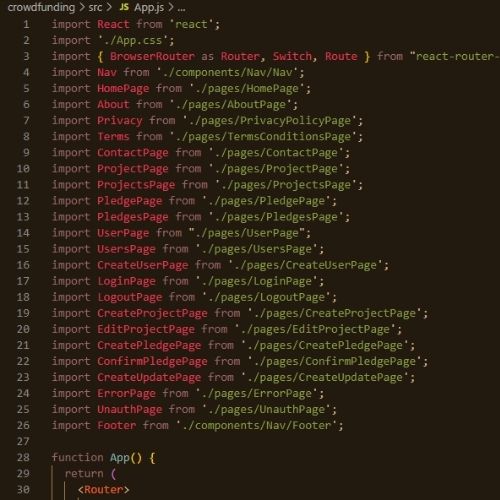 crowdfunding > src > JS App.js > ...
1 import React from 'react';
2 import './App.css';
3 import { BrowserRouter as Router, Switch, Route } from "react-router-
4 import Nav from './components/Nav/Nav';
5 import HomePage from './pages/HomePage';
6 import About from './pages/AboutPage';
7 import Privacy from './pages/PrivacyPolicyPage';
8 import Terms from './pages/TermsConditionsPage';
9 import ContactPage from './pages/ContactPage';
10 import ProjectPage from './pages/ProjectPage';
11 import ProjectsPage from './pages/ProjectsPage';
12 import PledgePage from './pages/PledgePage';
13 import PledgesPage from './pages/PledgesPage';
14 import UserPage from "./pages/UserPage";
15 import UsersPage from './pages/UsersPage';
16 import CreateUserPage from './pages/CreateUserPage';
17 import LoginPage from './pages/LoginPage';
18 import LogoutPage from './pages/LogoutPage';
19 import CreateProjectPage from './pages/CreateProjectPage';
20 import EditProjectPage from './pages/EditProjectPage';
21 import CreatePledgePage from './pages/CreatePledgePage';
22 import ConfirmPledgePage from './pages/ConfirmPledgePage';
23 import CreateUpdatePage from './pages/CreateUpdatePage';
24 import ErrorPage from './pages/ErrorPage';
25 import UnauthPage from './pages/UnauthPage';
26 import Footer from './components/Nav/Footer';
27
28 function App() {
29 return (
30 <Router>